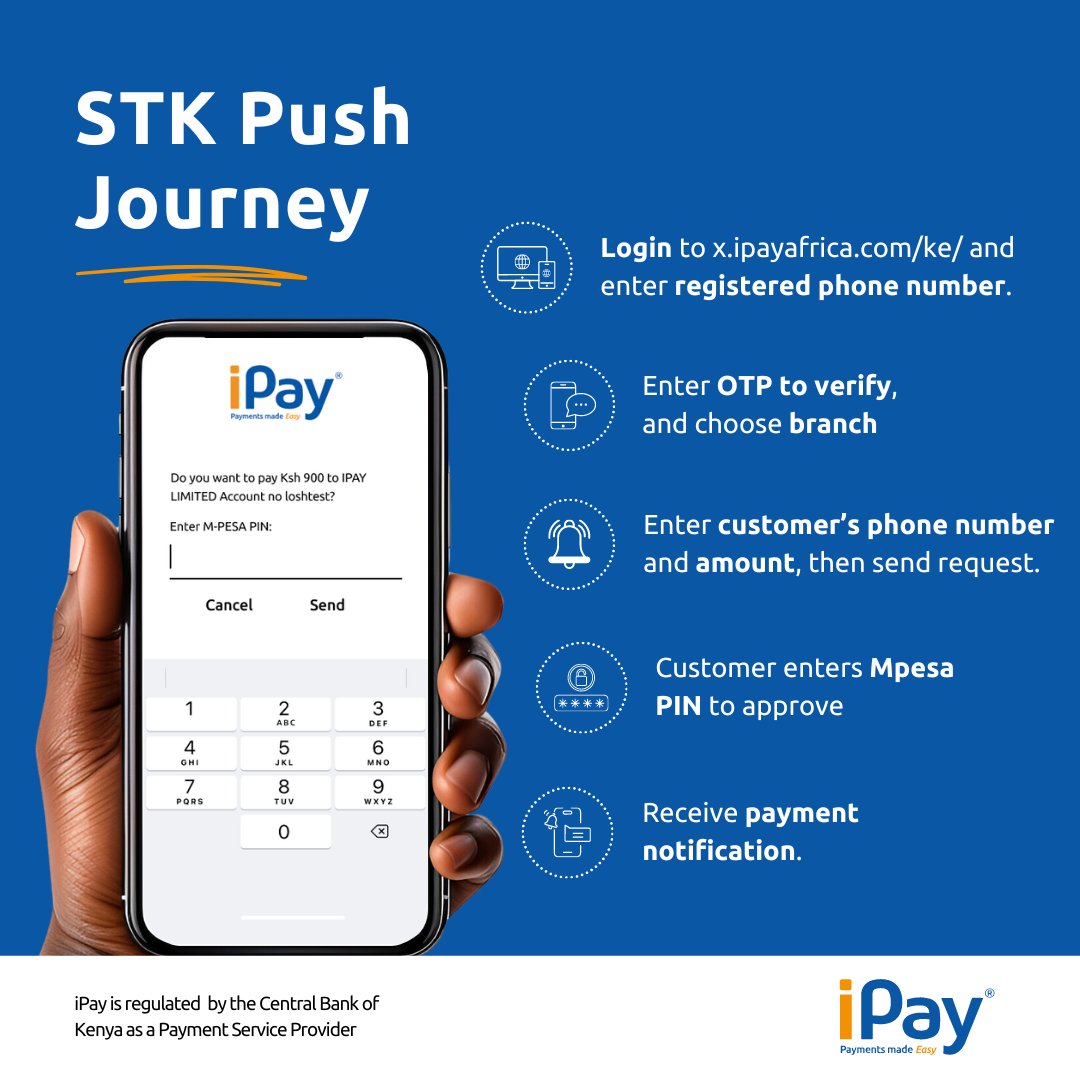 STK Push
Journey
Login to x.ipayafrica.com/ke/ and
enter registered phone number.
Enter OTP to verify,
and choose branch
Enter customer’s phone number
and amount, then send request.
Customer enters Mpesa
PIN to approve
Receive payment
notification.
iPay®
Payments made Easy
Do you want to pay Ksh 900 to IPAY
LIMITED Account no loshtest?
Enter M-PESA PIN:
Cancel Send
1 2 3
ABC DEF
4 5 6
GHI JKL MNO
7 8 9
PQRS TUV WXYZ
0
****
iPay is regulated by the Central Bank of
Kenya as a Payment Service Provider
iPay®
Payments made Easy